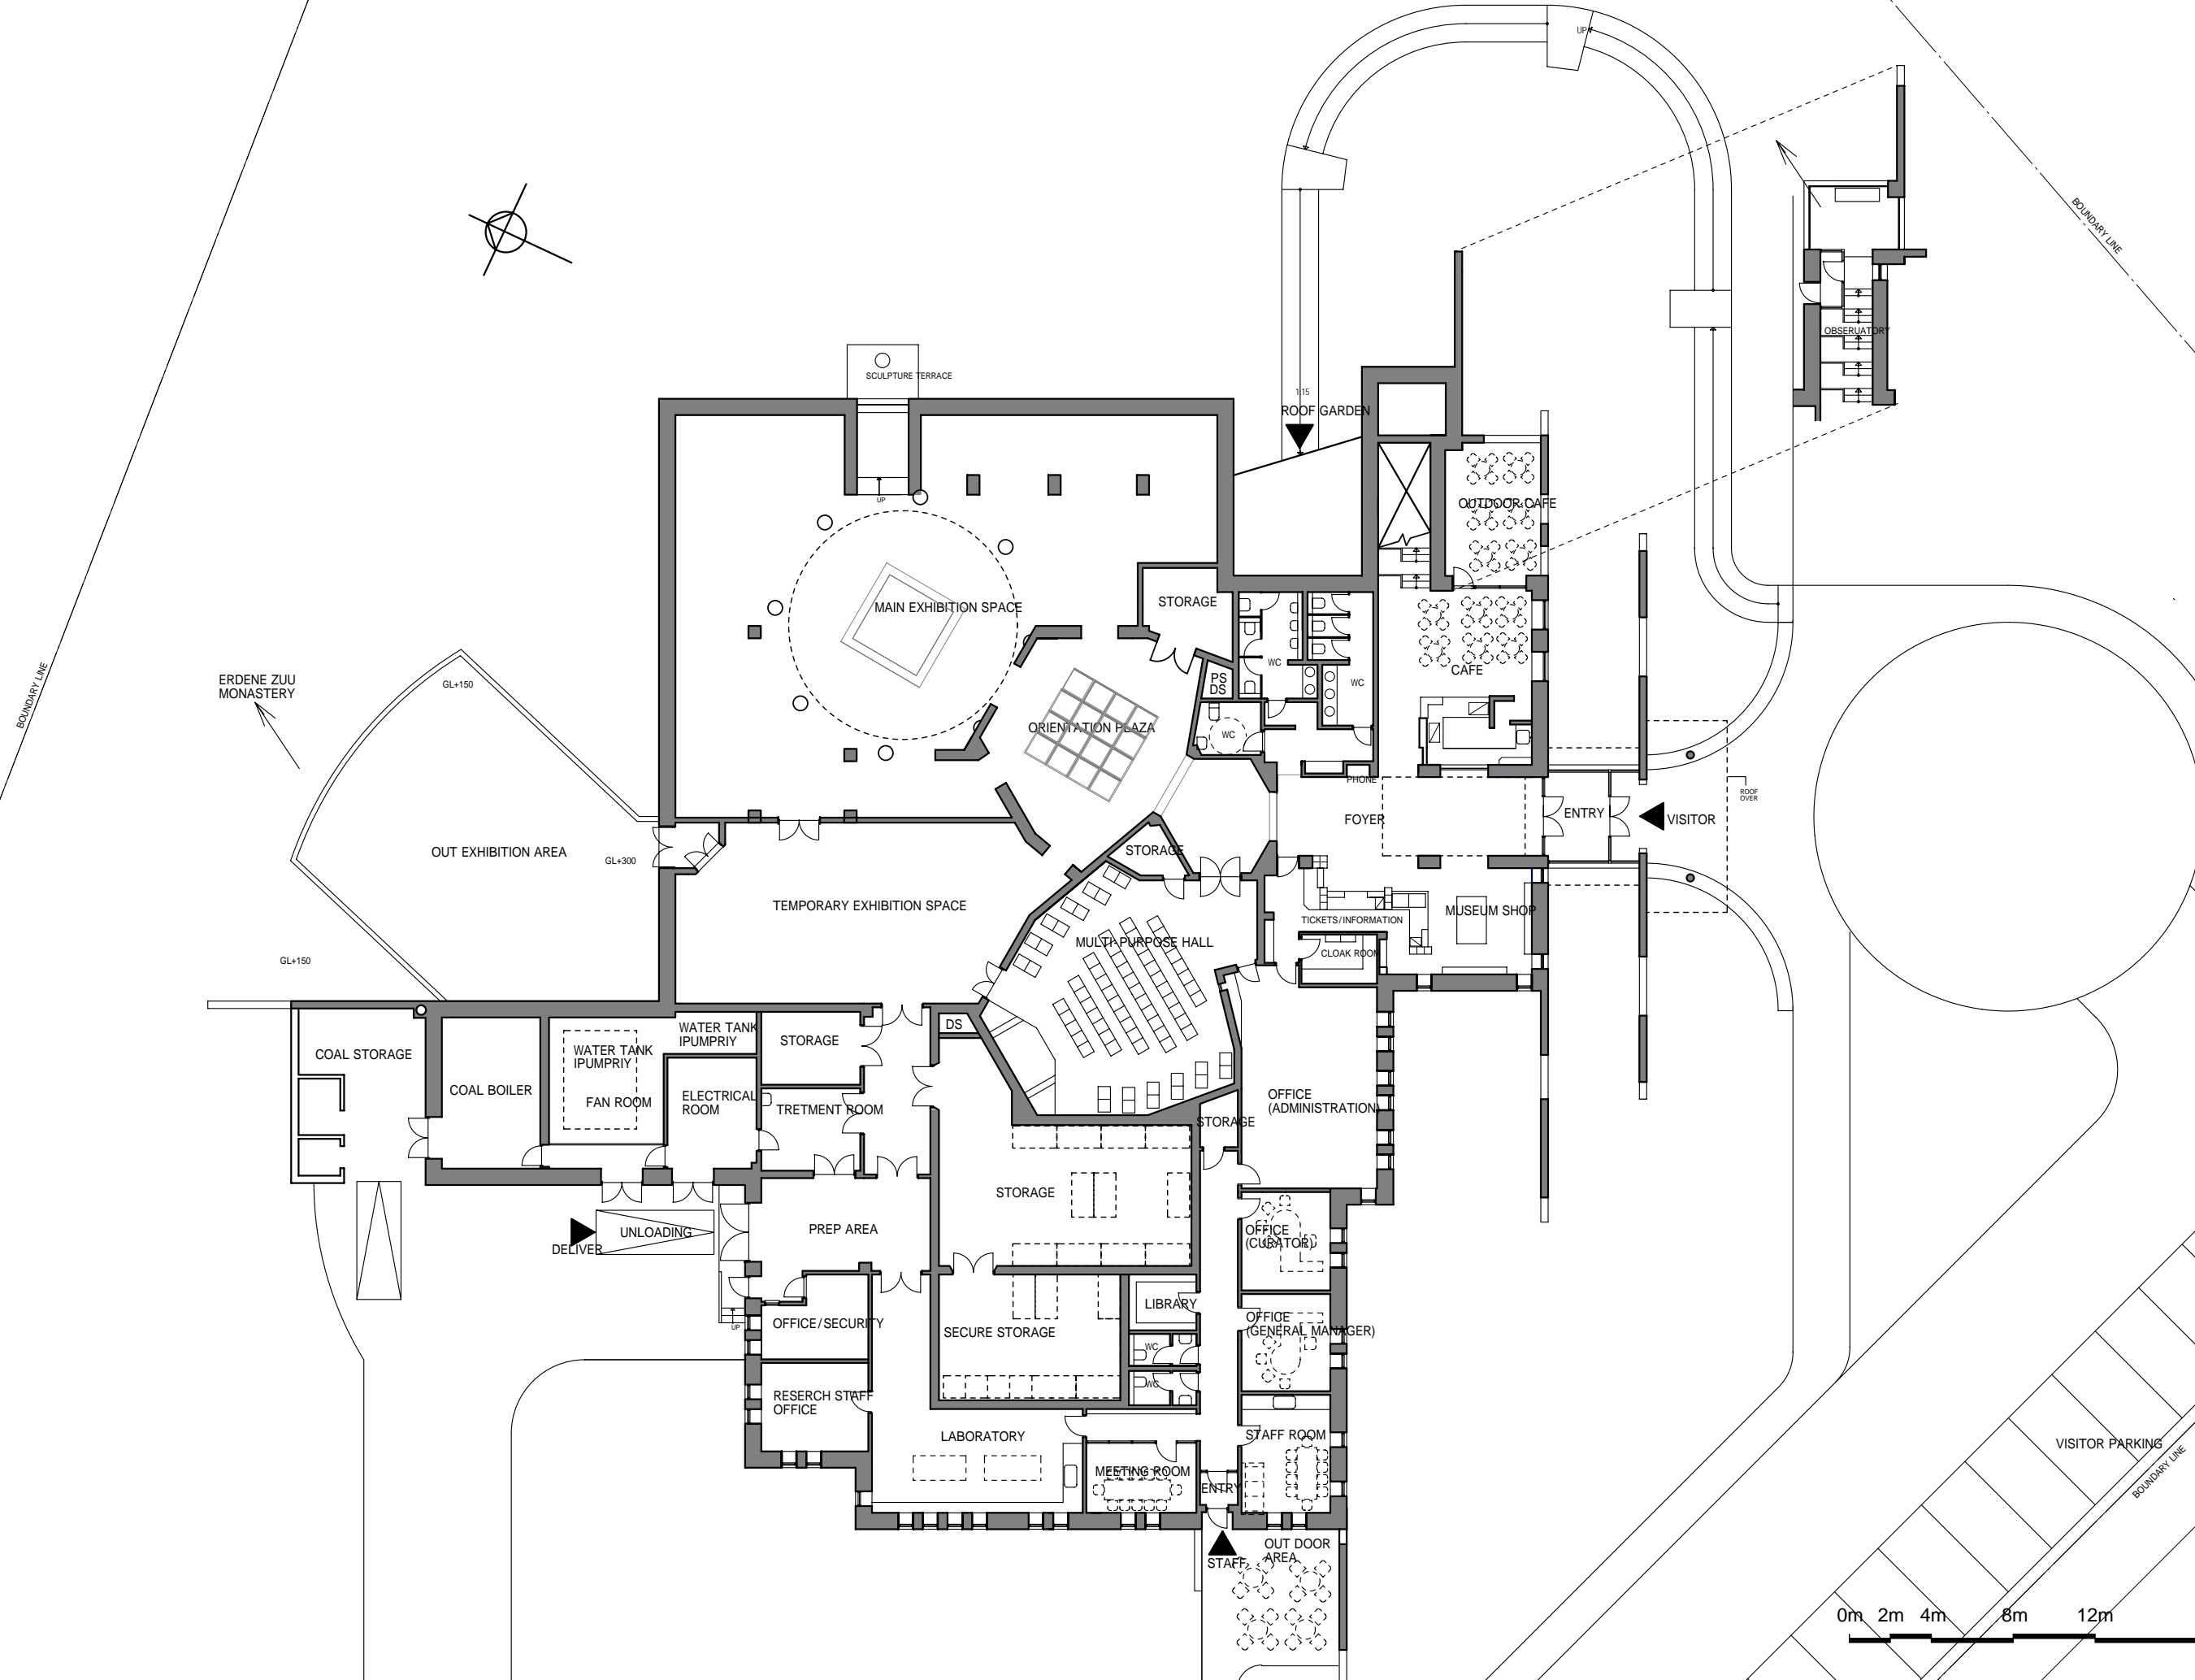 UP
BOUNDARY LINE
OBSERUATORY
SCULPTURE TERRACE
1:15
ROOF GARDEN
UP
OUTDOOR CAFE
STORAGE
MAIN EXHIBITION SPACE
WC
CAFE
PS
DS
WC
ERDENE ZUU
MONASTERY
GL+150
BOUNDARY LINE
ORIENTATION PLAZA
WC
PHONE
ROOF
OVER
ENTRY
FOYER
VISITOR
OUT EXHIBITION AREA
GL+300
STORAGE
TEMPORARY EXHIBITION SPACE
MUSEUM SHOP
TICKETS/INFORMATION
MULTI-PURPOSE HALL
CLOAK ROOM
GL+150
DS
WATER TANK
IPUMPRIY
STORAGE
COAL STORAGE
WATER TANK
IPUMPRIY
COAL BOILER
FAN ROOM
ELECTRICAL
ROOM
TRETMENT ROOM
OFFICE
(ADMINISTRATION)
STORAGE
STORAGE
UNLOADING
PREP AREA
DELIVER
OFFICE
(CURATOR)
LIBRARY
OFFICE
(GENERAL MANAGER)
OFFICE/SECURITY
UP
SECURE STORAGE
WC
WC
RESERCH STAFF
OFFICE
LABORATORY
STAFF ROOM
MEETING ROOM
ENTRY
VISITOR PARKING
BOUNDARY LINE
OUT DOOR
AREA
STAFF
0m 2m 4m 8m 12m